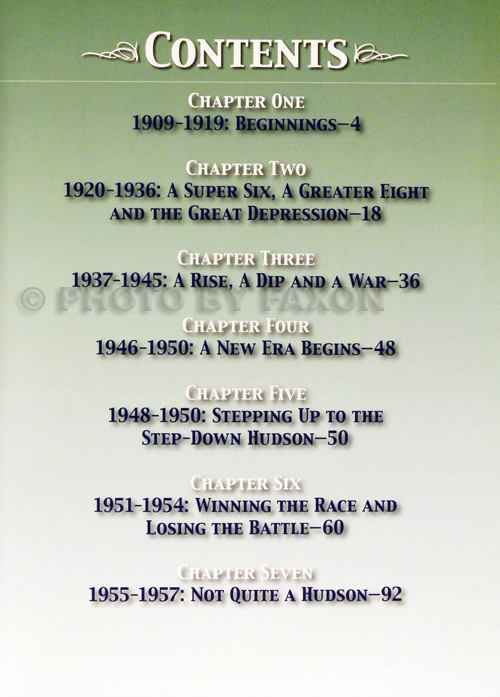 Contents
Chapter One
1909-1919: Beginnings–4
Chapter Two
1920-1936: A Super Six, A Greater Eight
and the Great Depression–18
Chapter Three
1937-1945: A Rise, A Dip and a War–36
© PHOTO BY FAXON
Chapter Four
1946-1950: A New Era Begins–48
Chapter Five
1948-1950: Stepping Up to the
Step-Down Hudson–50
Chapter Six
1951-1954: Winning the Race and
Losing the Battle–60
Chapter Seven
1955-1957: Not Quite a Hudson–92